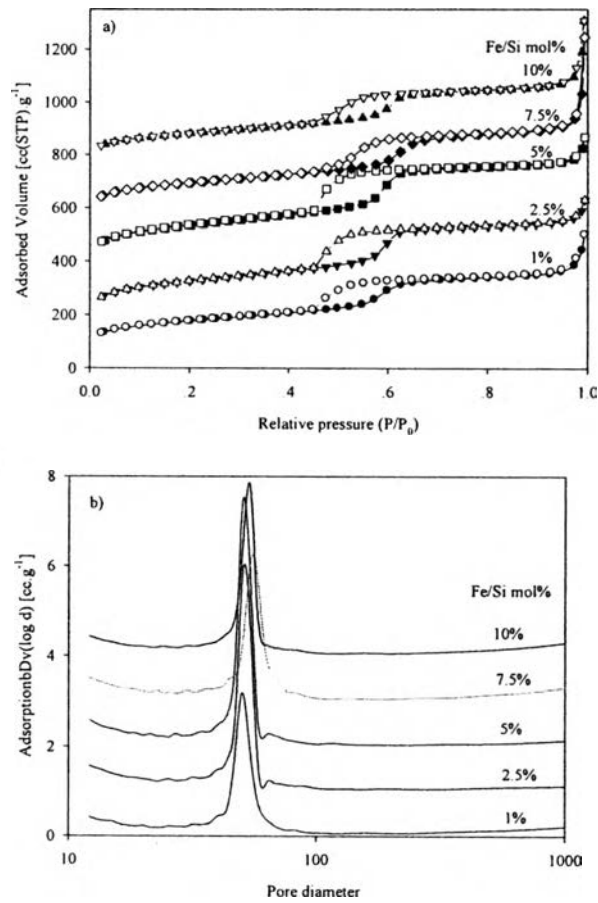 a)
Fe/Si mol%
10%
7.5%
5%
2.5%
1%
1200
1000
800
600
400
200
0
Adsorbed Volume [cc(STP).g⁻¹]
0.0 .2 .4 .6 .8 1.0
Relative pressure (P/P₀)
b)
Fe/Si mol%
10%
7.5%
5%
2.5%
1%
8
6
4
2
0
AdsorptionbDv(log d) [cc.g⁻¹]
10 100 1000
Pore diameter